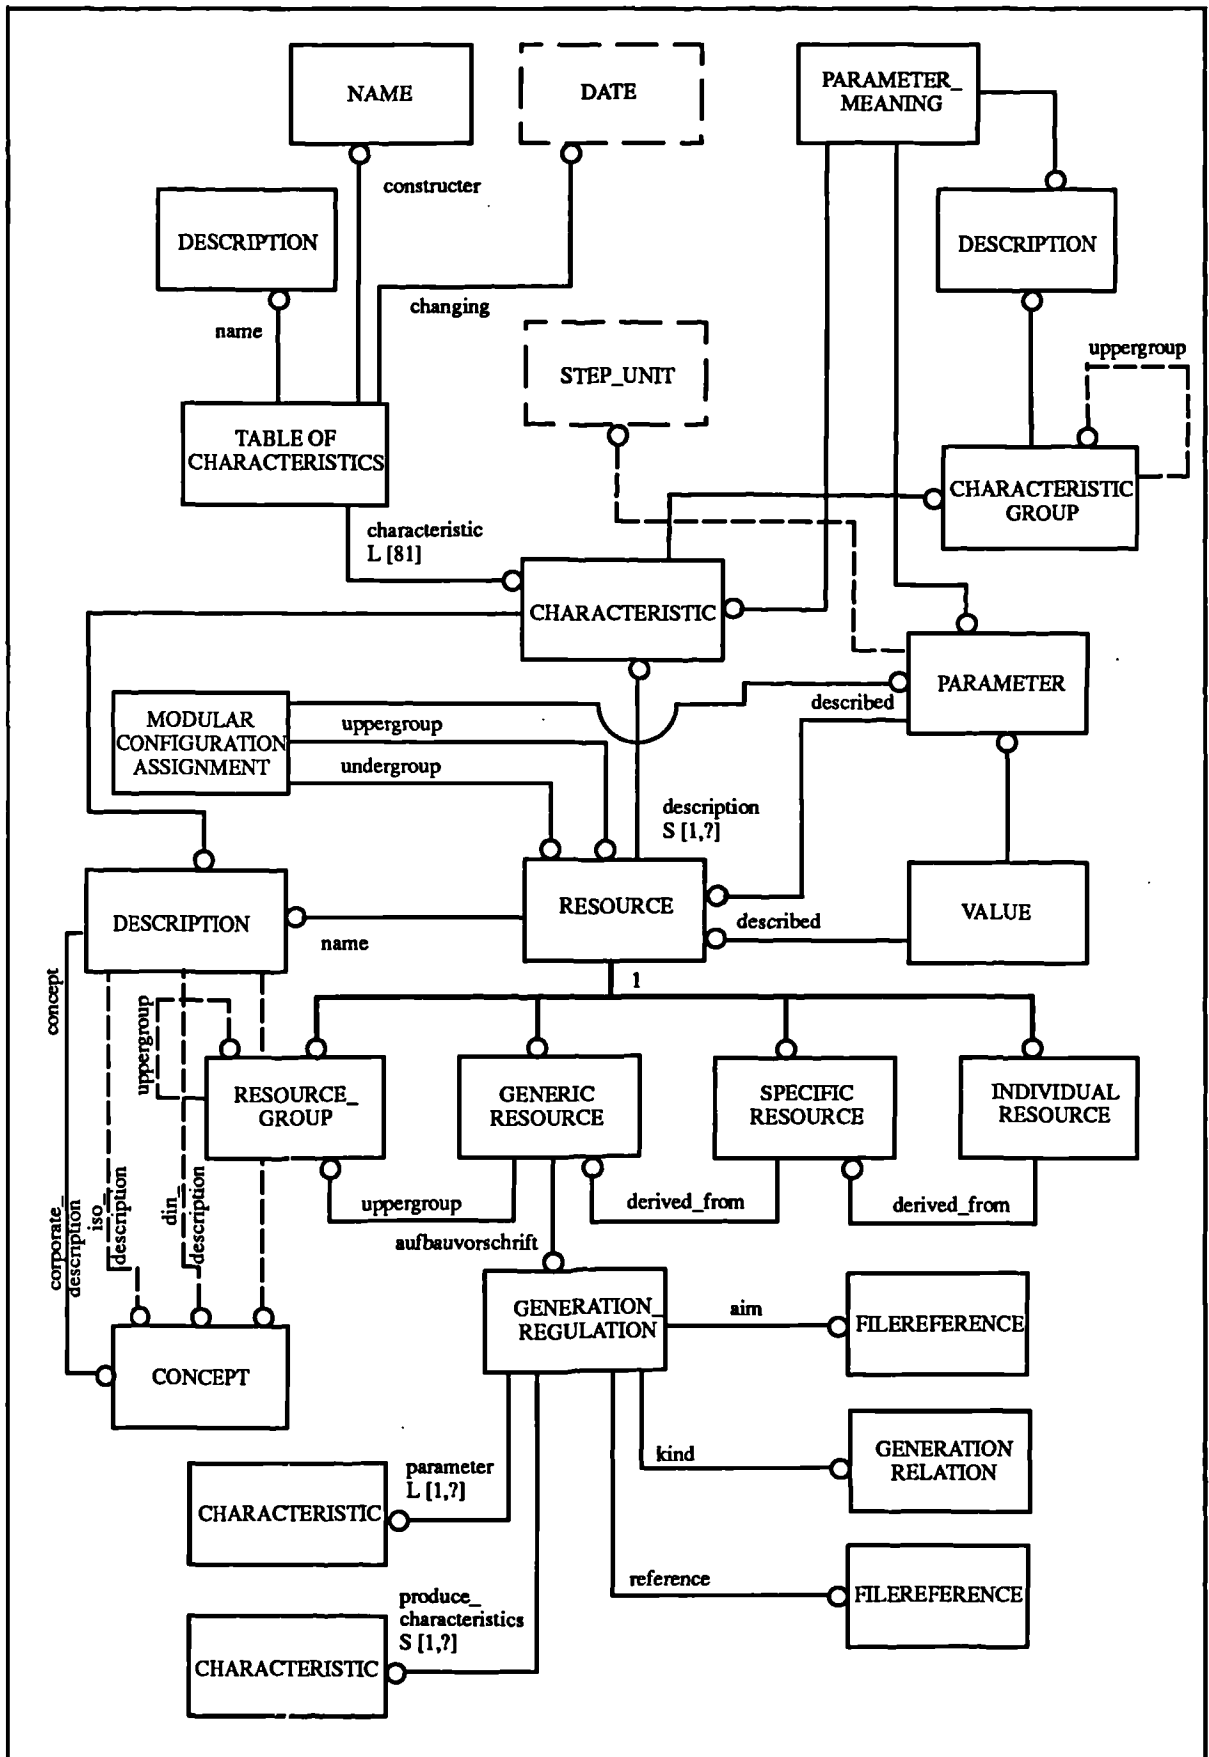 NAME
DATE
PARAMETER_
MEANING
constructer
DESCRIPTION
DESCRIPTION
changing
name
uppergroup
STEP_UNIT
TABLE OF
CHARACTERISTICS
CHARACTERISTIC
GROUP
characteristic
L [81]
CHARACTERISTIC
PARAMETER
described
MODULAR
CONFIGURATION
ASSIGNMENT
uppergroup
undergroup
description
S [1,?]
RESOURCE
VALUE
DESCRIPTION
name
described
1
concept
uppergroup
RESOURCE_
GROUP
GENERIC
RESOURCE
SPECIFIC
RESOURCE
INDIVIDUAL
RESOURCE
corporate_
description
iso_
description
din_
description
uppergroup
derived_from
derived_from
aufbauvorschrift
GENERATION_
REGULATION
aim
FILEREFERENCE
CONCEPT
kind
GENERATION
RELATION
parameter
L [1,?]
CHARACTERISTIC
reference
FILEREFERENCE
produce_
characteristics
S [1,?]
CHARACTERISTIC